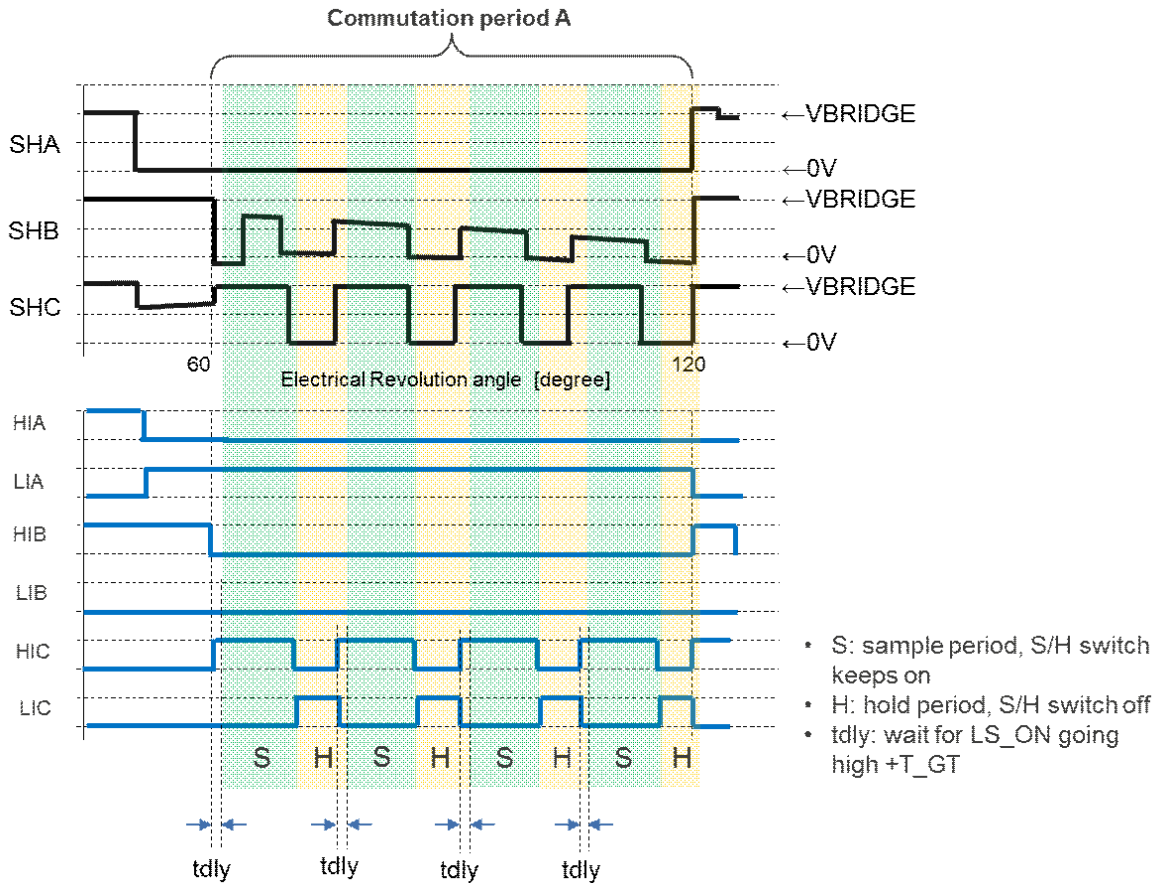 Commutation period A
SHA
←VBRIDGE
←0V
SHB
←VBRIDGE
←0V
SHC
←VBRIDGE
←0V
60
120
Electrical Revolution angle [degree]
HIA
LIA
HIB
LIB
HIC
LIC
S H S H S H S H
tdly tdly tdly tdly
• S: sample period, S/H switch
keeps on
• H: hold period, S/H switch off
• tdly: wait for LS_ON going
high +T_GT